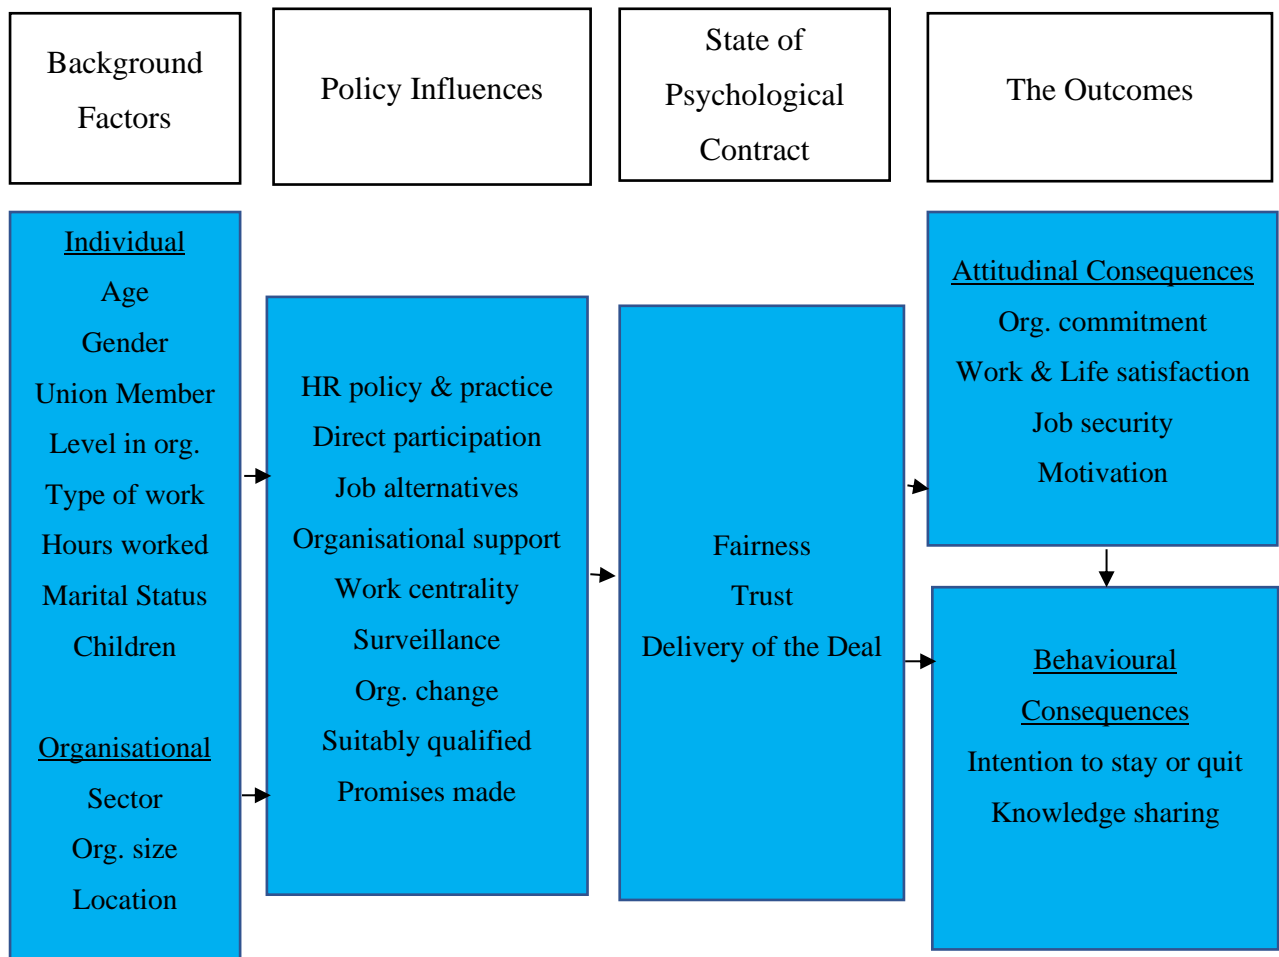 Background
Factors
Policy Influences
State of
Psychological
Contract
The Outcomes
Individual
Age
Gender
Union Member
Level in org.
Type of work
Hours worked
Marital Status
Children
Organisational
Sector
Org. size
Location
HR policy & practice
Direct participation
Job alternatives
Organisational support
Work centrality
Surveillance
Org. change
Suitably qualified
Promises made
Fairness
Trust
Delivery of the Deal
Attitudinal Consequences
Org. commitment
Work & Life satisfaction
Job security
Motivation
Behavioural
Consequences
Intention to stay or quit
Knowledge sharing